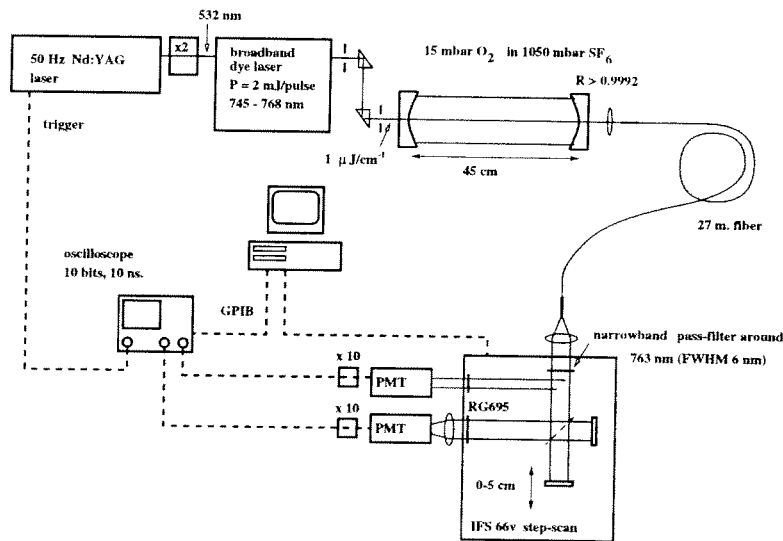 532 nm
x2
50 Hz Nd:YAG
laser
broadband
dye laser
P = 2 mJ/pulse
745 - 768 nm
15 mbar O2 in 1050 mbar SF6
R > 0.9992
trigger
1 μJ/cm-1
45 cm
27 m. fiber
oscilloscope
10 bits, 10 ns.
GPIB
narrowband pass-filter around
763 nm (FWHM 6 nm)
x 10
PMT
RG695
x 10
PMT
0-5 cm
IFS 66v step-scan